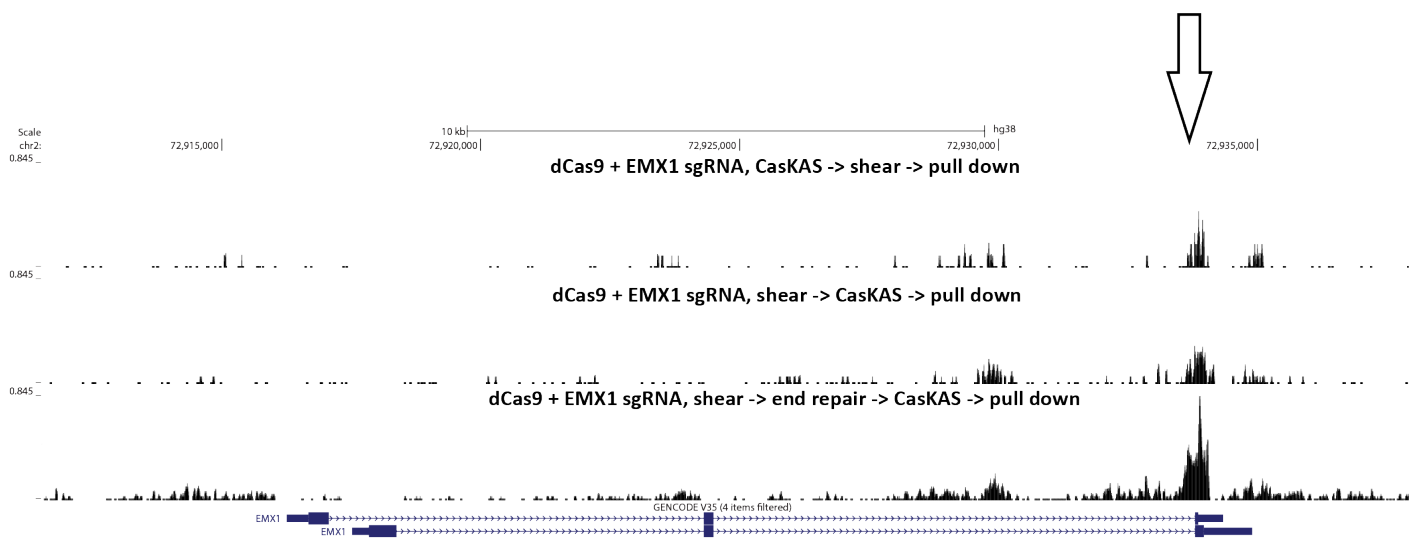 10 kb hg38
Scale
chr2: 72,915,000 72,920,000 72,925,000 72,930,000 72,935,000
0.845 _
dCas9 + EMX1 sgRNA, CasKAS -> shear -> pull down
_
0.845 _
dCas9 + EMX1 sgRNA, shear -> CasKAS -> pull down
_
0.845 _
dCas9 + EMX1 sgRNA, shear -> end repair -> CasKAS -> pull down
_
GENCODE V35 (4 items filtered)
EMX1
EMX1